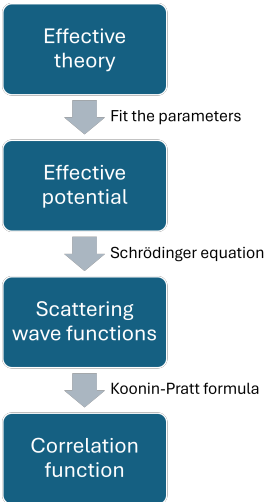 Effective
theory
Fit the parameters
Effective
potential
Schrödinger equation
Scattering
wave functions
Koonin-Pratt formula
Correlation
function